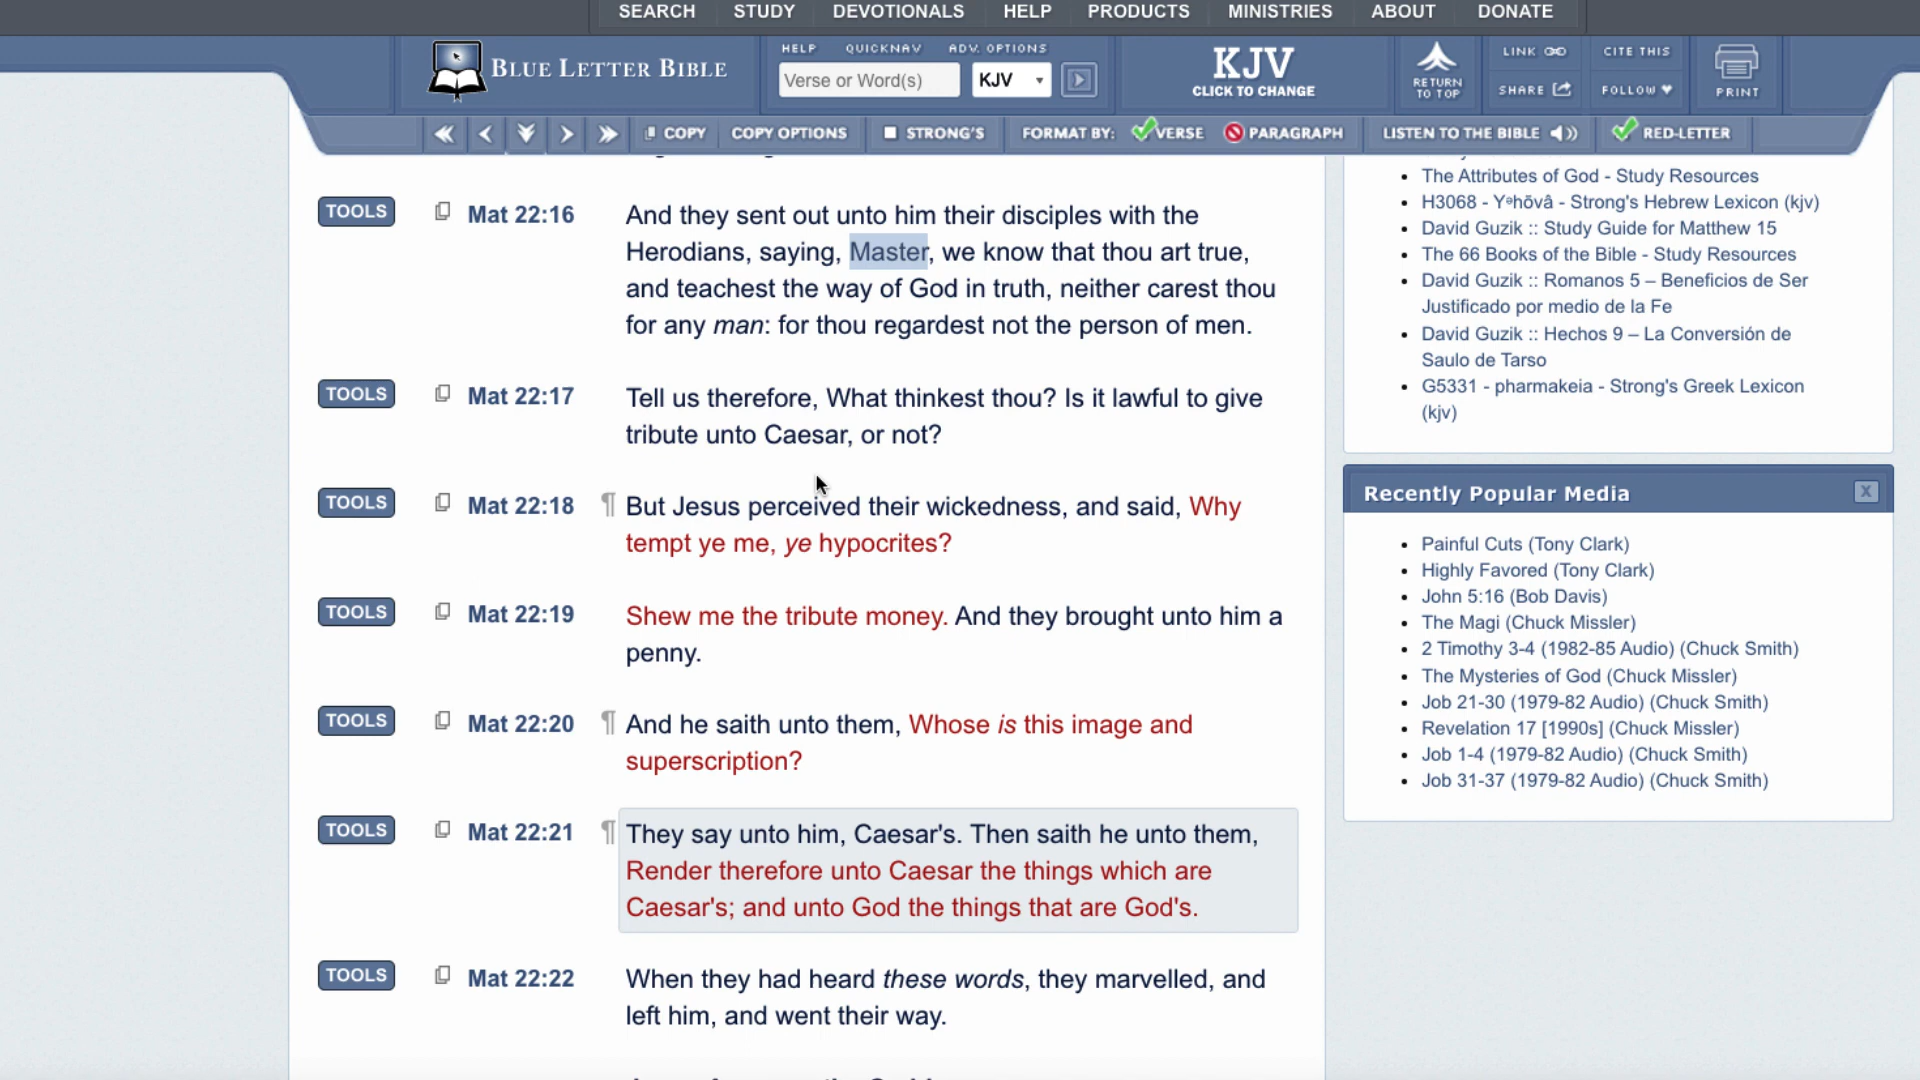 SEARCH STUDY DEVOTIONALS HELP PRODUCTS MINISTRIES ABOUT DONATE
BLUE LETTER BIBLE
HELP QUICKNAV ADV. OPTIONS
Verse or Word(s) KJV
KJV
CLICK TO CHANGE
RETURN
TO TOP
LINK CITE THIS
SHARE FOLLOW
PRINT
COPY COPY OPTIONS STRONG'S FORMAT BY: VERSE PARAGRAPH LISTEN TO THE BIBLE RED-LETTER
TOOLS Mat 22:16 And they sent out unto him their disciples with the
Herodians, saying, Master, we know that thou art true,
and teachest the way of God in truth, neither carest thou
for any man: for thou regardest not the person of men.
TOOLS Mat 22:17 Tell us therefore, What thinkest thou? Is it lawful to give
tribute unto Caesar, or not?
TOOLS Mat 22:18 ¶ But Jesus perceived their wickedness, and said, Why
tempt ye me, ye hypocrites?
TOOLS Mat 22:19 Shew me the tribute money. And they brought unto him a
penny.
TOOLS Mat 22:20 ¶ And he saith unto them, Whose is this image and
superscription?
TOOLS Mat 22:21 ¶ They say unto him, Caesar's. Then saith he unto them,
Render therefore unto Caesar the things which are
Caesar's; and unto God the things that are God's.
TOOLS Mat 22:22 When they had heard these words, they marvelled, and
left him, and went their way.
• The Attributes of God - Study Resources
• H3068 - Yᵊhōvâ - Strong's Hebrew Lexicon (kjv)
• David Guzik :: Study Guide for Matthew 15
• The 66 Books of the Bible - Study Resources
• David Guzik :: Romanos 5 – Beneficios de Ser
Justificado por medio de la Fe
• David Guzik :: Hechos 9 – La Conversión de
Saulo de Tarso
• G5331 - pharmakeia - Strong's Greek Lexicon
(kjv)
Recently Popular Media X
• Painful Cuts (Tony Clark)
• Highly Favored (Tony Clark)
• John 5:16 (Bob Davis)
• The Magi (Chuck Missler)
• 2 Timothy 3-4 (1982-85 Audio) (Chuck Smith)
• The Mysteries of God (Chuck Missler)
• Job 21-30 (1979-82 Audio) (Chuck Smith)
• Revelation 17 [1990s] (Chuck Missler)
• Job 1-4 (1979-82 Audio) (Chuck Smith)
• Job 31-37 (1979-82 Audio) (Chuck Smith)